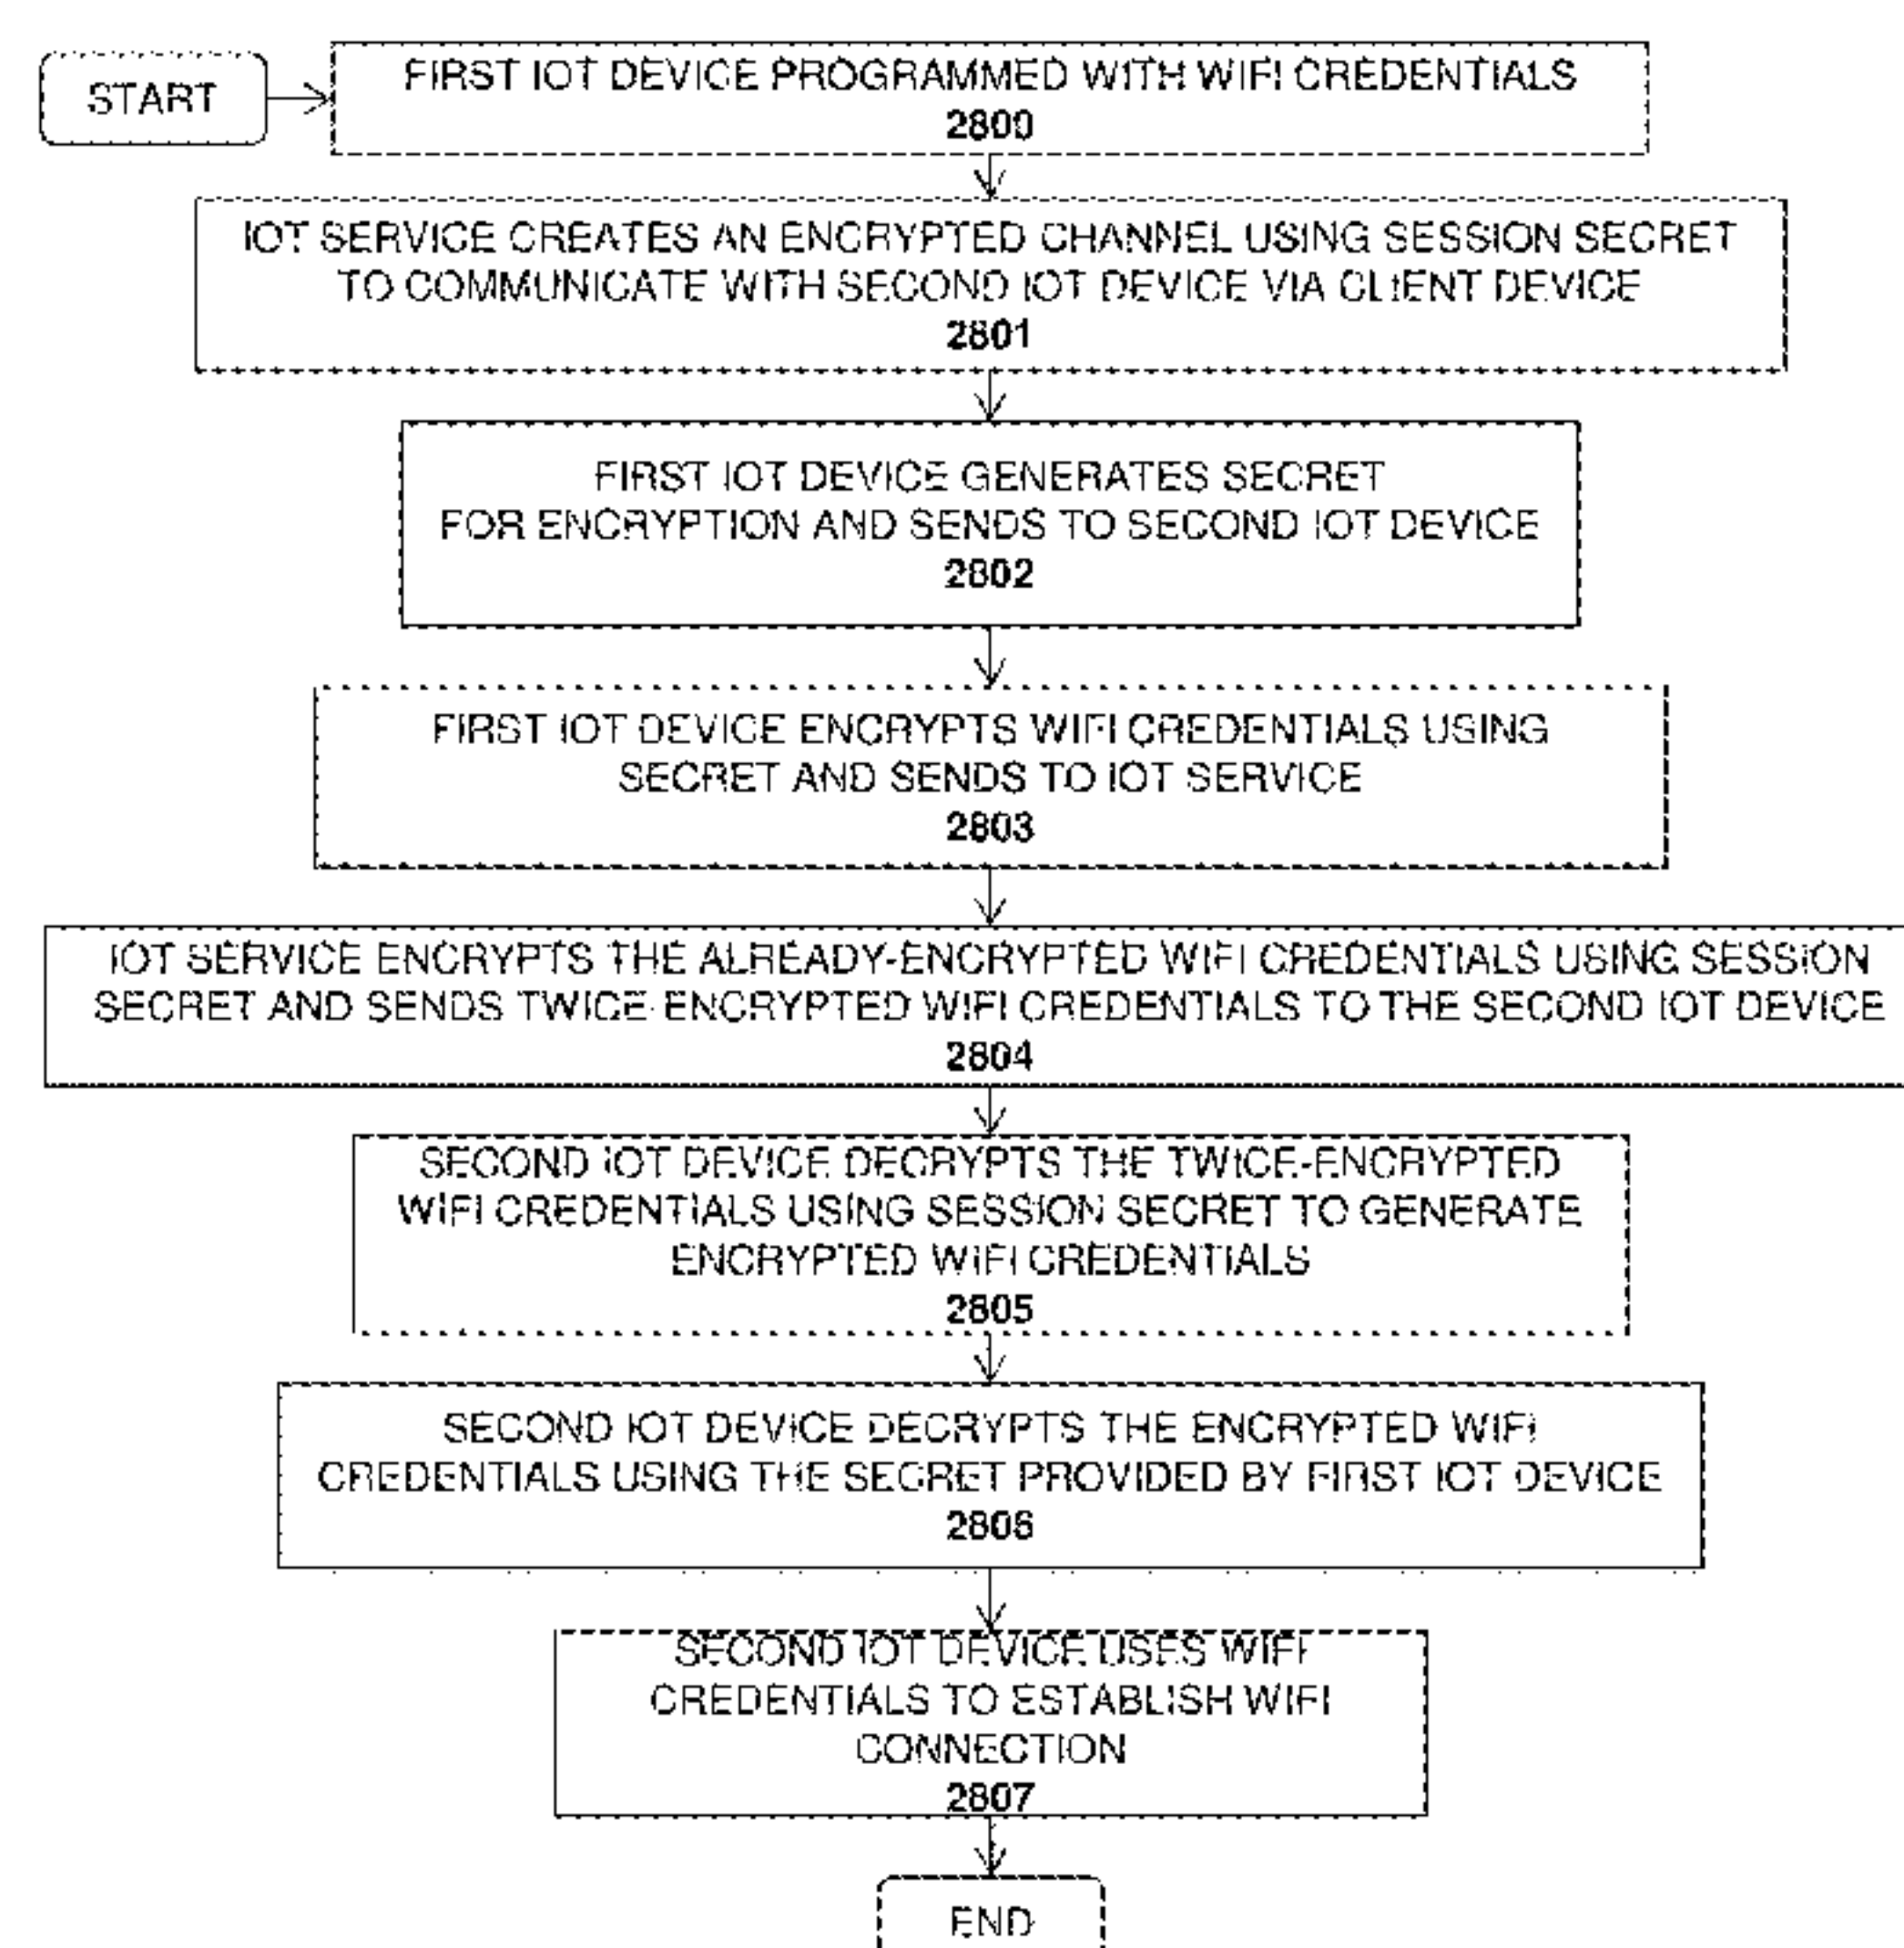 START
FIRST IOT DEVICE PROGRAMMED WITH WIFI CREDENTIALS
2800
IOT SERVICE CREATES AN ENCRYPTED CHANNEL USING SESSION SECRET
TO COMMUNICATE WITH SECOND IOT DEVICE VIA CLIENT DEVICE
2801
FIRST IOT DEVICE GENERATES SECRET
FOR ENCRYPTION AND SENDS TO SECOND IOT DEVICE
2802
FIRST IOT DEVICE ENCRYPTS WIFI CREDENTIALS USING
SECRET AND SENDS TO IOT SERVICE
2803
IOT SERVICE ENCRYPTS THE ALREADY-ENCRYPTED WIFI CREDENTIALS USING SESSION
SECRET AND SENDS TWICE-ENCRYPTED WIFI CREDENTIALS TO THE SECOND IOT DEVICE
2804
SECOND IOT DEVICE DECRYPTS THE TWICE-ENCRYPTED
WIFI CREDENTIALS USING SESSION SECRET TO GENERATE
ENCRYPTED WIFI CREDENTIALS
2805
SECOND IOT DEVICE DECRYPTS THE ENCRYPTED WIFI
CREDENTIALS USING THE SECRET PROVIDED BY FIRST IOT DEVICE
2806
SECOND IOT DEVICE USES WIFI
CREDENTIALS TO ESTABLISH WIFI
CONNECTION
2807
END